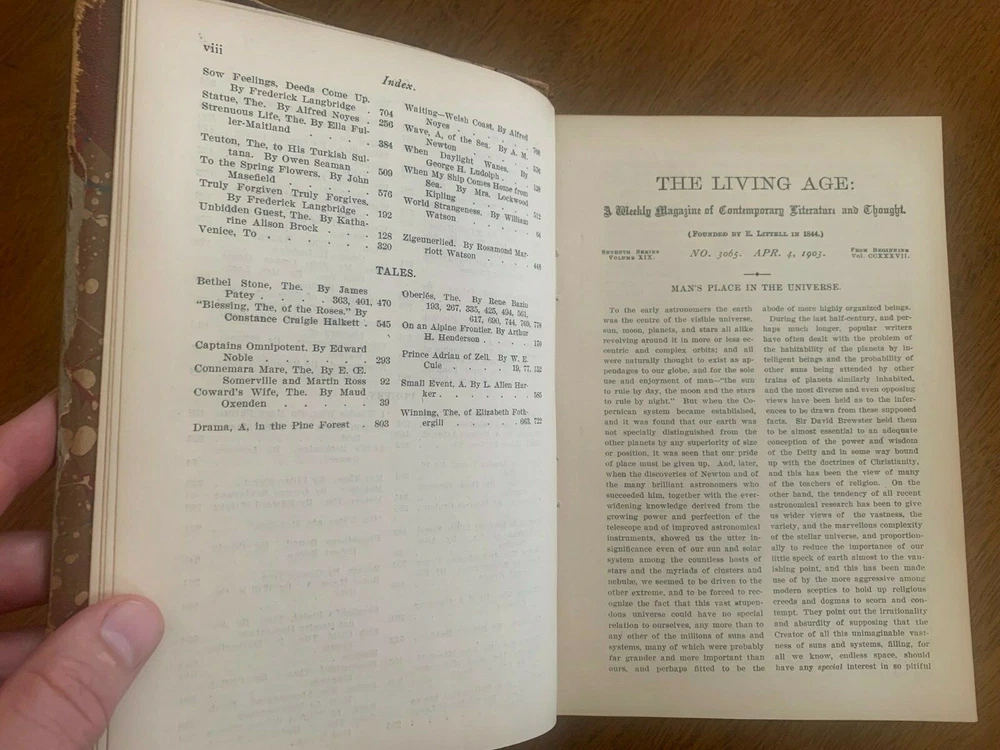 viii
Index.
Sow Feelings, Deeds Come Up.
By Frederick Langbridge . 704
Statue, The. By Alfred Noyes . 256
Strenuous Life, The. By Ella Ful-
ler-Maitland . . . . . 384
Teuton, The, to His Turkish Sul-
tana. By Owen Seaman . 509
To the Spring Flowers. By John
Masefield . . . . . 576
Truly Forgiven Truly Forgives.
By Frederick Langbridge . 192
Unbidden Guest, The. By Katha-
rine Alison Brock . . . 128
Venice, To . . . . . . 320
Waiting—Welsh Coast, By Alfred
Noyes . . . . . .
Wave, A, of the Sea. By A. M.
Newton . . . . .
When Daylight Wanes. By
George H. Ludolph . . .
When My Ship Comes Home from
Sea. By Mrs. Lockwood
Kipling . . . . . 512
World Strangeness. By William
Watson . . . . . 64
Zigeunerlied. By Rosamond Mar-
riott Watson . . . . 448
TALES.
Bethel Stone, The. By James
Patey . . . . 363, 401, 470
"Blessing, The, of the Roses." By
Constance Craigie Halkett . 545
Captains Omnipotent. By Edward
Noble . . . . . . 293
Connemara Mare, The. By E. Œ.
Somerville and Martin Ross 92
Coward's Wife, The. By Maud
Oxenden . . . . . 39
Drama, A, in the Pine Forest . 803
Oberlés, The. By Rene Bazin
193, 267, 335, 425, 494, 561,
617, 690, 744, 769, 778
On an Alpine Frontier. By Arthur
H. Henderson . . . .
Prince Adrian of Zell. By W. E.
Cule . . . . 19, 77, 132
Small Event, A. By L. Allen Har-
ker . . . . . . . 585
Winning, The, of Elizabeth Foth-
ergill . . . . . 663, 722
THE LIVING AGE:
A Weekly Magazine of Contemporary Literature and Thought.
(FOUNDED BY E. LITTELL IN 1844.)
SEVENTH SERIES
VOLUME XIX.
NO. 3065. APR. 4, 1903.
FROM BEGINNING
VOL. CCXXXVII.
MAN'S PLACE IN THE UNIVERSE.
To the early astronomers the earth
was the centre of the visible universe,
sun, moon, planets, and stars all alike
revolving around it in more or less ec-
centric and complex orbits; and all
were naturally thought to exist as ap-
pendages to our globe, and for the sole
use and enjoyment of man—"the sun
to rule by day, the moon and the stars
to rule by night." But when the Co-
pernican system became established,
and it was found that our earth was
not specially distinguished from the
other planets by any superiority of size
or position, it was seen that our pride
of place must be given up. And, later,
when the discoveries of Newton and of
the many brilliant astronomers who
succeeded him, together with the ever-
widening knowledge derived from the
growing power and perfection of the
telescope and of improved astronomical
instruments, showed us the utter in-
significance even of our sun and solar
system among the countless hosts of
stars and the myriads of clusters and
nebulæ, we seemed to be driven to the
other extreme, and to be forced to rec-
ognize the fact that this vast stupen-
dous universe could have no special
relation to ourselves, any more than to
any other of the millions of suns and
systems, many of which were probably
far grander and more important than
ours, and perhaps fitted to be the
abode of more highly organized beings.
During the last half-century, and per-
haps much longer, popular writers
have often dealt with the problem of
the habitability of the planets by in-
telligent beings and the probability of
other suns being attended by other
trains of planets similarly inhabited,
and the most diverse and even opposing
views have been held as to the infer-
ences to be drawn from these supposed
facts. Sir David Brewster held them
to be almost essential to an adequate
conception of the power and wisdom
of the Deity and in some way bound
up with the doctrines of Christianity,
and this has been the view of many
of the teachers of religion. On the
other hand, the tendency of all recent
astronomical research has been to give
us wider views of the vastness, the
variety, and the marvellous complexity
of the stellar universe, and proportion-
ally to reduce the importance of our
little speck of earth almost to the van-
ishing point, and this has been made
use of by the more aggressive among
modern sceptics to hold up religious
creeds and dogmas to scorn and con-
tempt. They point out the irrationality
and absurdity of supposing that the
Creator of all this unimaginable vast-
ness of suns and systems, filling, for
all we know, endless space, should
have any special interest in so pitiful